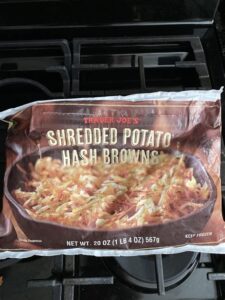 TRADER JOE'S
SHREDDED POTATO
HASH BROWNS
NET WT. 20 OZ (1 LB 4 OZ) 567g
KEEP FROZEN